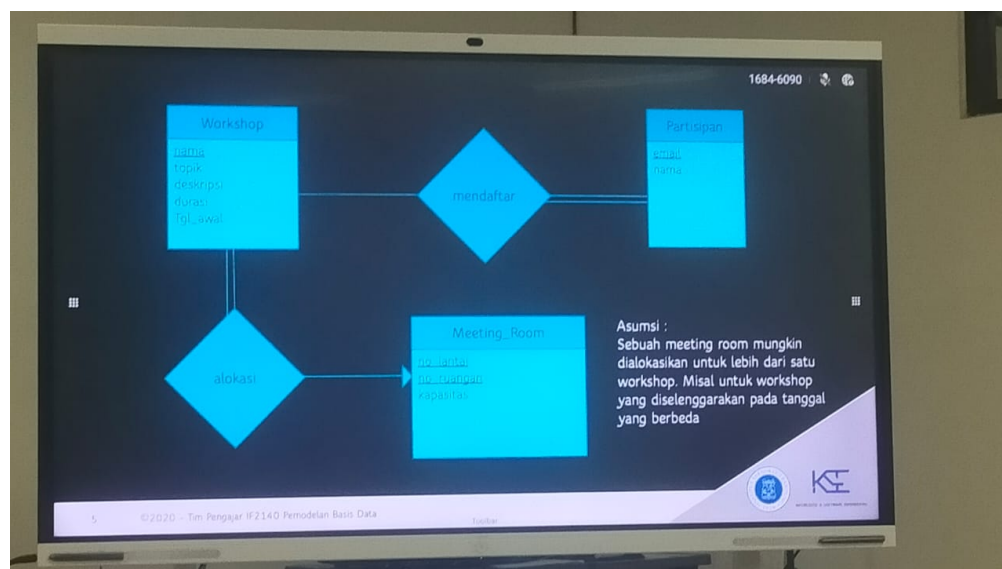 1684-6090
Workshop
nama
topik
deskripsi
durasi
Tgl_awal
mendaftar
Partisipan
email
nama
alokasi
Meeting_Room
no_lantai
no_ruangan
kapasitas
Asumsi :
Sebuah meeting room mungkin
dialokasikan untuk lebih dari satu
workshop. Misal untuk workshop
yang diselenggarakan pada tanggal
yang berbeda
KSE
5
©2020 - Tim Pengajar IF2140 Pemodelan Basis Data